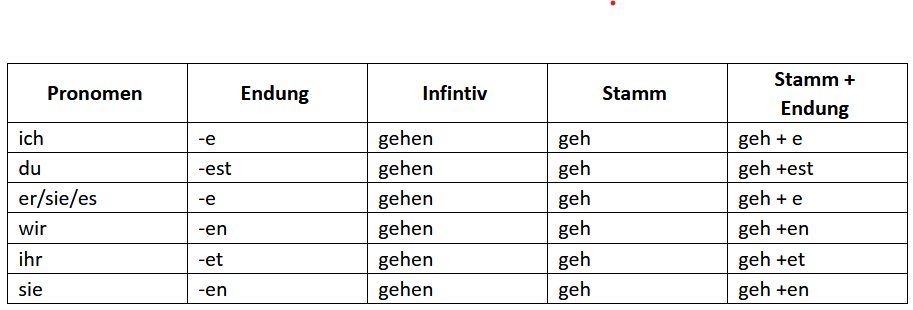 Pronomen Endung Infintiv Stamm Stamm +
Endung
ich -e gehen geh geh + e
du -est gehen geh geh +est
er/sie/es -e gehen geh geh + e
wir -en gehen geh geh +en
ihr -et gehen geh geh +et
sie -en gehen geh geh +en